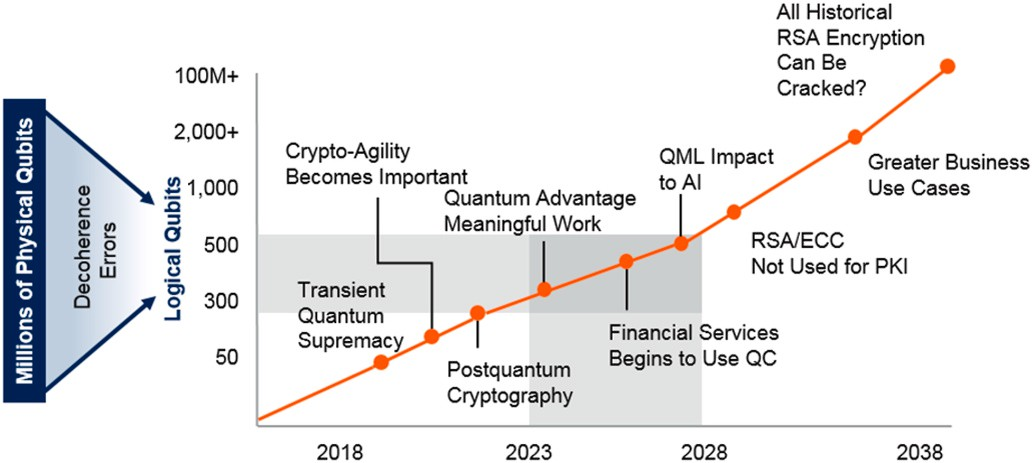 Millions of Physical Qubits
Decoherence
Errors
Logical Qubits
100M+
2,000+
1,000
500
300
50
Transient
Quantum
Supremacy
Crypto-Agility
Becomes Important
Postquantum
Cryptography
Quantum Advantage
Meaningful Work
Financial Services
Begins to Use QC
QML Impact
to AI
RSA/ECC
Not Used for PKI
Greater Business
Use Cases
All Historical
RSA Encryption
Can Be
Cracked?
2018
2023
2028
2038